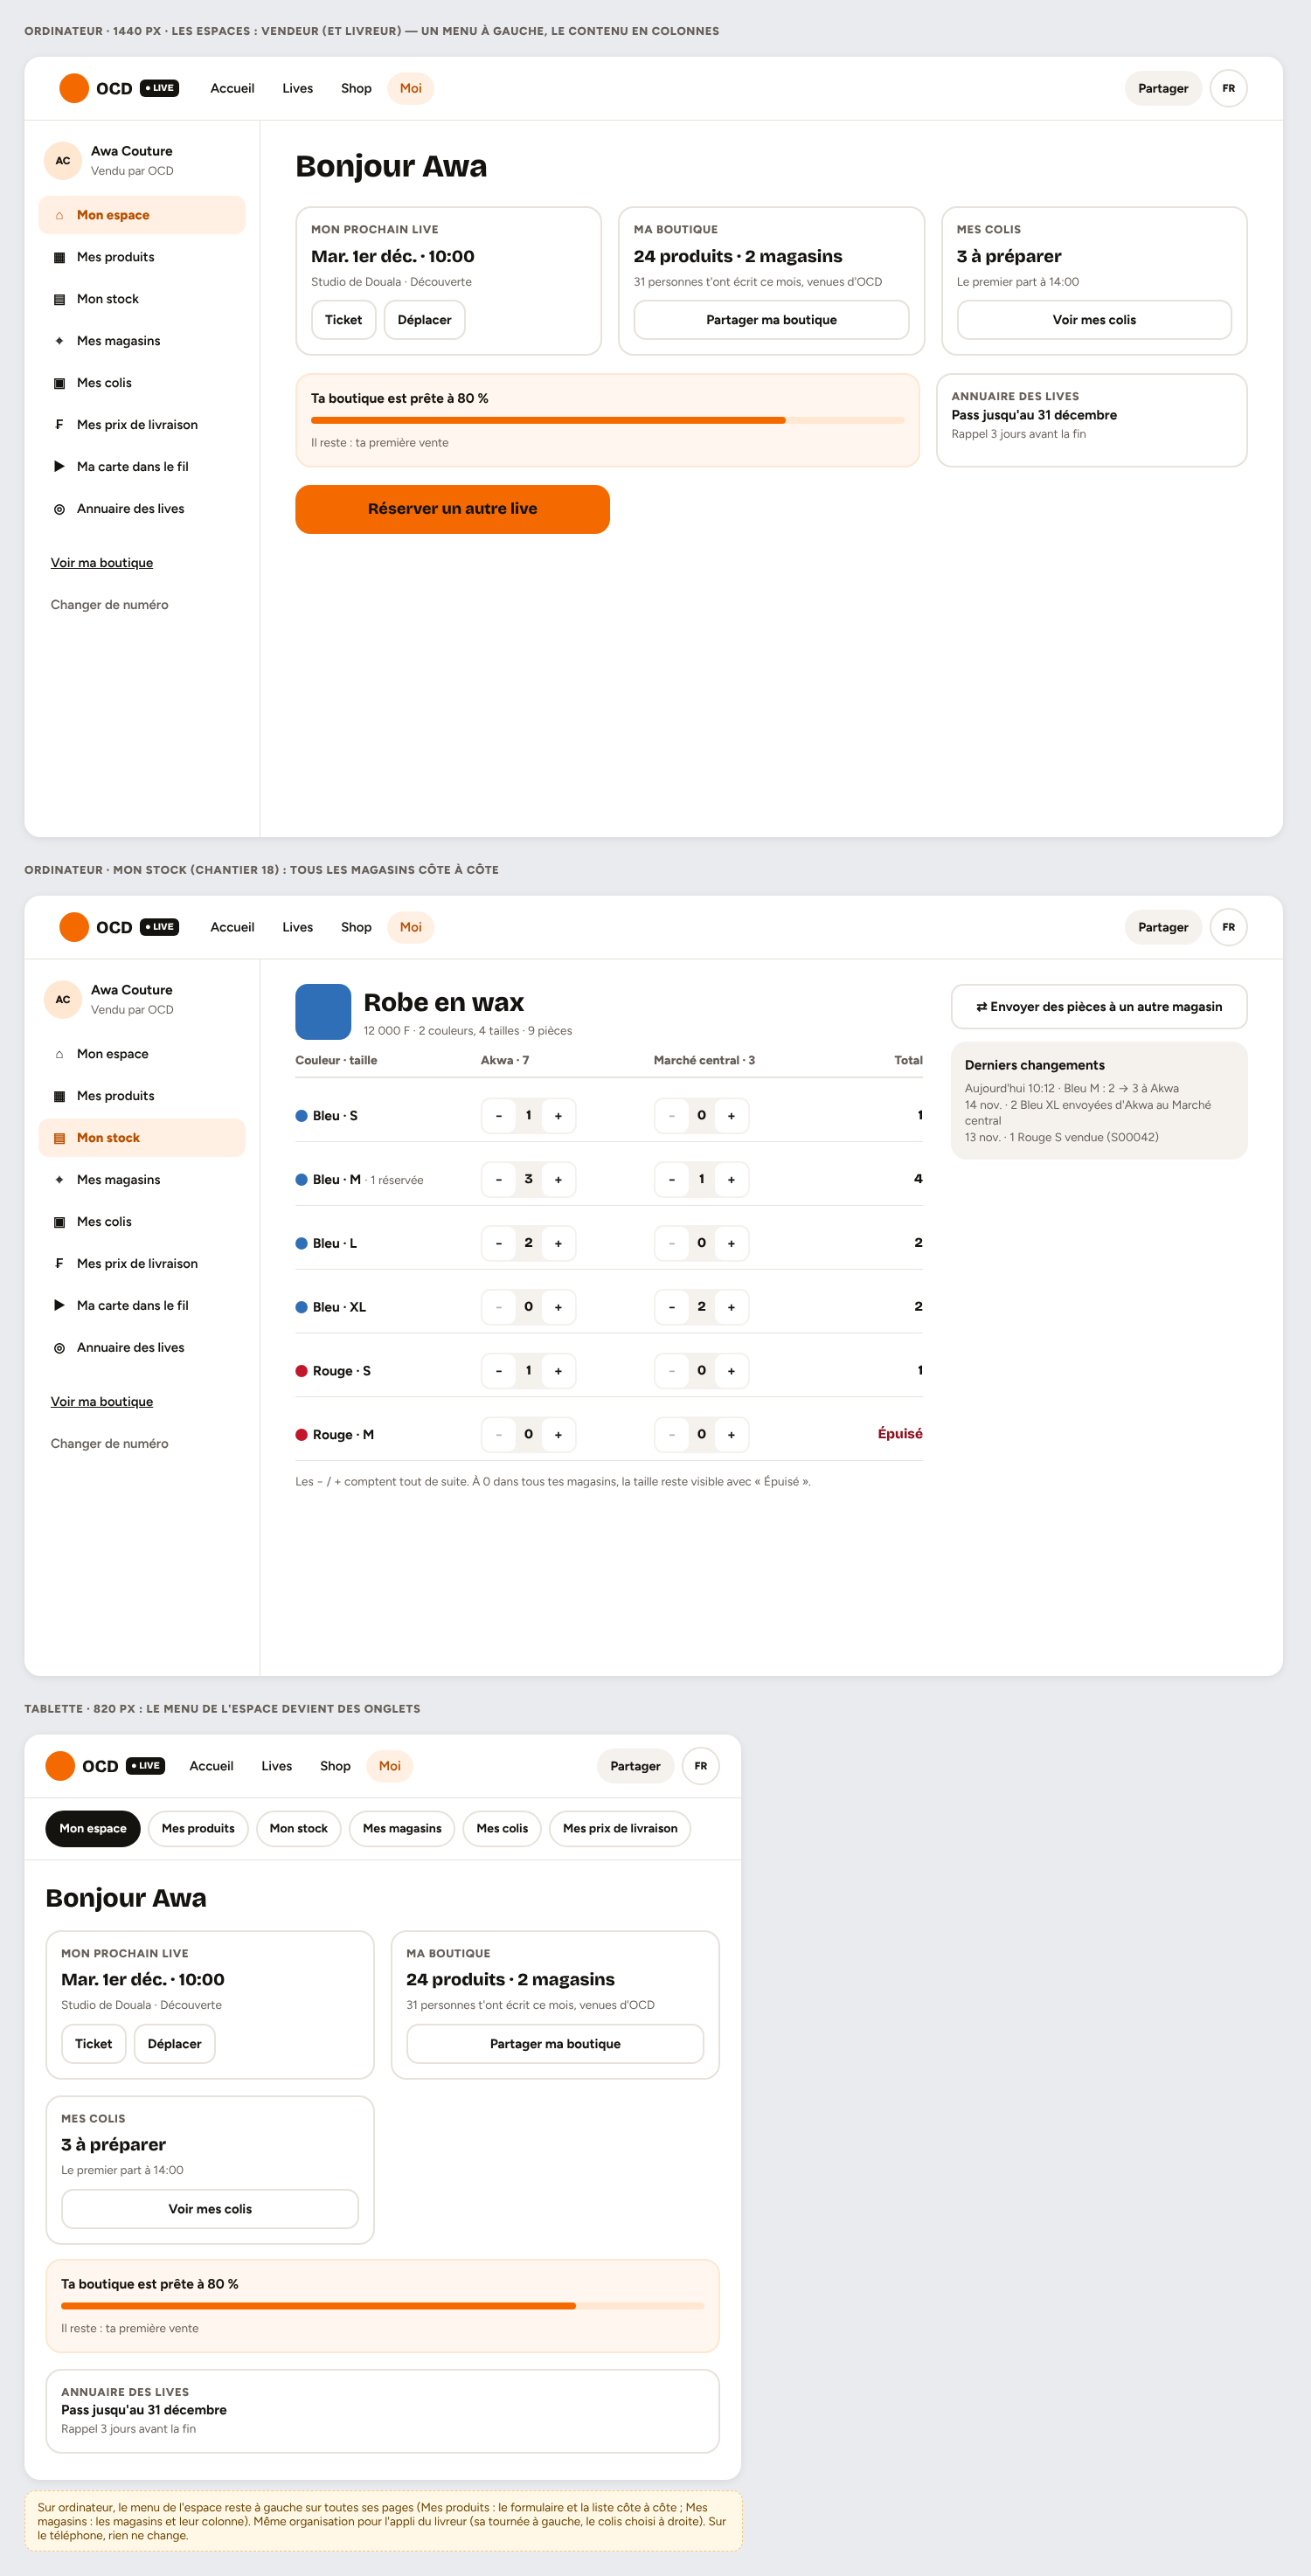 ORDINATEUR · 1440 PX · LES ESPACES : VENDEUR (ET LIVREUR) — UN MENU À GAUCHE, LE CONTENU EN COLONNES
OCD ● LIVE Accueil Lives Shop Moi Partager FR
AC Awa Couture
Vendu par OCD
Mon espace
Mes produits
Mon stock
Mes magasins
Mes colis
₣ Mes prix de livraison
Ma carte dans le fil
Annuaire des lives
Voir ma boutique
Changer de numéro
Bonjour Awa
MON PROCHAIN LIVE
Mar. 1er déc. · 10:00
Studio de Douala · Découverte
Ticket Déplacer
MA BOUTIQUE
24 produits · 2 magasins
31 personnes t'ont écrit ce mois, venues d'OCD
Partager ma boutique
MES COLIS
3 à préparer
Le premier part à 14:00
Voir mes colis
Ta boutique est prête à 80 %
Il reste : ta première vente
ANNUAIRE DES LIVES
Pass jusqu'au 31 décembre
Rappel 3 jours avant la fin
Réserver un autre live
ORDINATEUR · MON STOCK (CHANTIER 18) : TOUS LES MAGASINS CÔTE À CÔTE
OCD ● LIVE Accueil Lives Shop Moi Partager FR
AC Awa Couture
Vendu par OCD
Mon espace
Mes produits
Mon stock
Mes magasins
Mes colis
₣ Mes prix de livraison
Ma carte dans le fil
Annuaire des lives
Voir ma boutique
Changer de numéro
Robe en wax
12 000 F · 2 couleurs, 4 tailles · 9 pièces
Couleur · taille Akwa · 7 Marché central · 3 Total
Bleu · S − 1 + − 0 + 1
Bleu · M · 1 réservée − 3 + − 1 + 4
Bleu · L − 2 + − 0 + 2
Bleu · XL − 0 + − 2 + 2
Rouge · S − 1 + − 0 + 1
Rouge · M − 0 + − 0 + Épuisé
Les − / + comptent tout de suite. À 0 dans tous tes magasins, la taille reste visible avec « Épuisé ».
⇄ Envoyer des pièces à un autre magasin
Derniers changements
Aujourd'hui 10:12 · Bleu M : 2 → 3 à Akwa
14 nov. · 2 Bleu XL envoyées d'Akwa au Marché
central
13 nov. · 1 Rouge S vendue (S00042)
TABLETTE · 820 PX : LE MENU DE L'ESPACE DEVIENT DES ONGLETS
OCD ● LIVE Accueil Lives Shop Moi Partager FR
Mon espace Mes produits Mon stock Mes magasins Mes colis Mes prix de livraison
Bonjour Awa
MON PROCHAIN LIVE
Mar. 1er déc. · 10:00
Studio de Douala · Découverte
Ticket Déplacer
MA BOUTIQUE
24 produits · 2 magasins
31 personnes t'ont écrit ce mois, venues d'OCD
Partager ma boutique
MES COLIS
3 à préparer
Le premier part à 14:00
Voir mes colis
Ta boutique est prête à 80 %
Il reste : ta première vente
ANNUAIRE DES LIVES
Pass jusqu'au 31 décembre
Rappel 3 jours avant la fin
Sur ordinateur, le menu de l'espace reste à gauche sur toutes ses pages (Mes produits : le formulaire et la liste côte à côte ; Mes
magasins : les magasins et leur colonne). Même organisation pour l'appli du livreur (sa tournée à gauche, le colis choisi à droite). Sur
le téléphone, rien ne change.